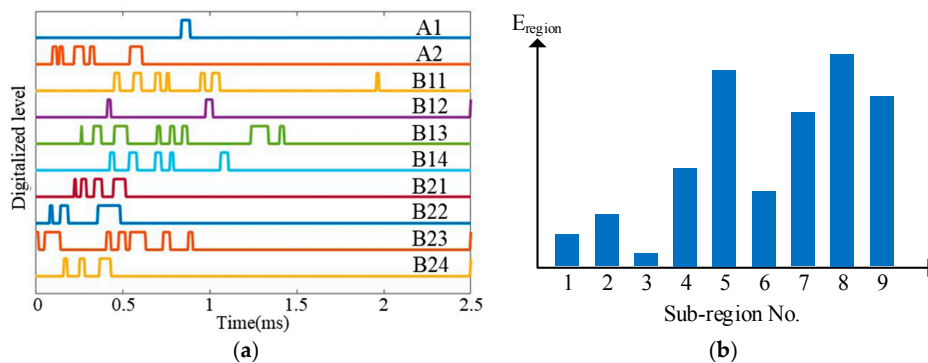 Digitalized level
A1
A2
B11
B12
B13
B14
B21
B22
B23
B24
0 0.5 1 1.5 2 2.5
Time(ms)
(a)
E_region
1 2 3 4 5 6 7 8 9
Sub-region No.
(b)